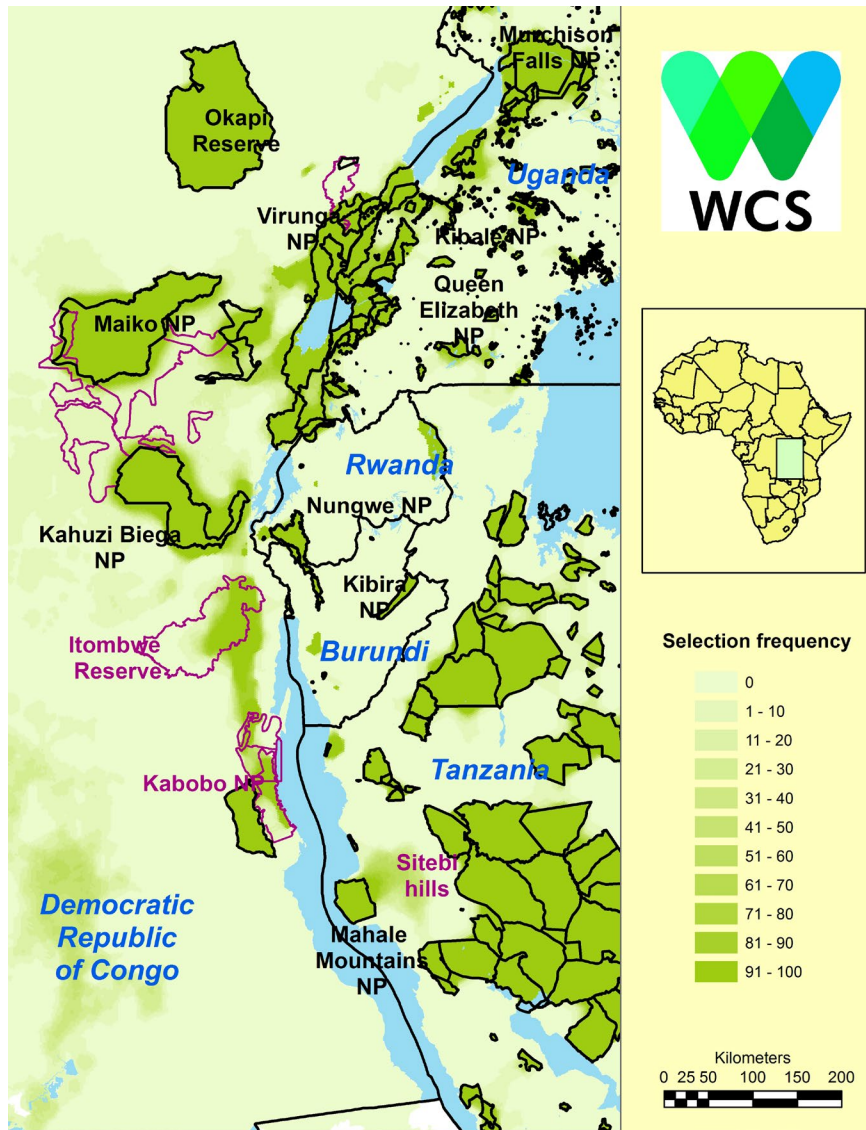 Murchison
Falls NP
Okapi
Reserve
Uganda
Virunga
NP
Kibale NP
Queen
Elizabeth
NP
Maiko NP
Rwanda
Nungwe NP
Kahuzi Biega
NP
Kibira
NP
Itombwe
Reserve
Burundi
Tanzania
Kabobo NP
Sitebi
hills
Democratic
Republic
of Congo
Mahale
Mountains
NP
WCS
Selection frequency
0
1 - 10
11 - 20
21 - 30
31 - 40
41 - 50
51 - 60
61 - 70
71 - 80
81 - 90
91 - 100
Kilometers
0 25 50 100 150 200